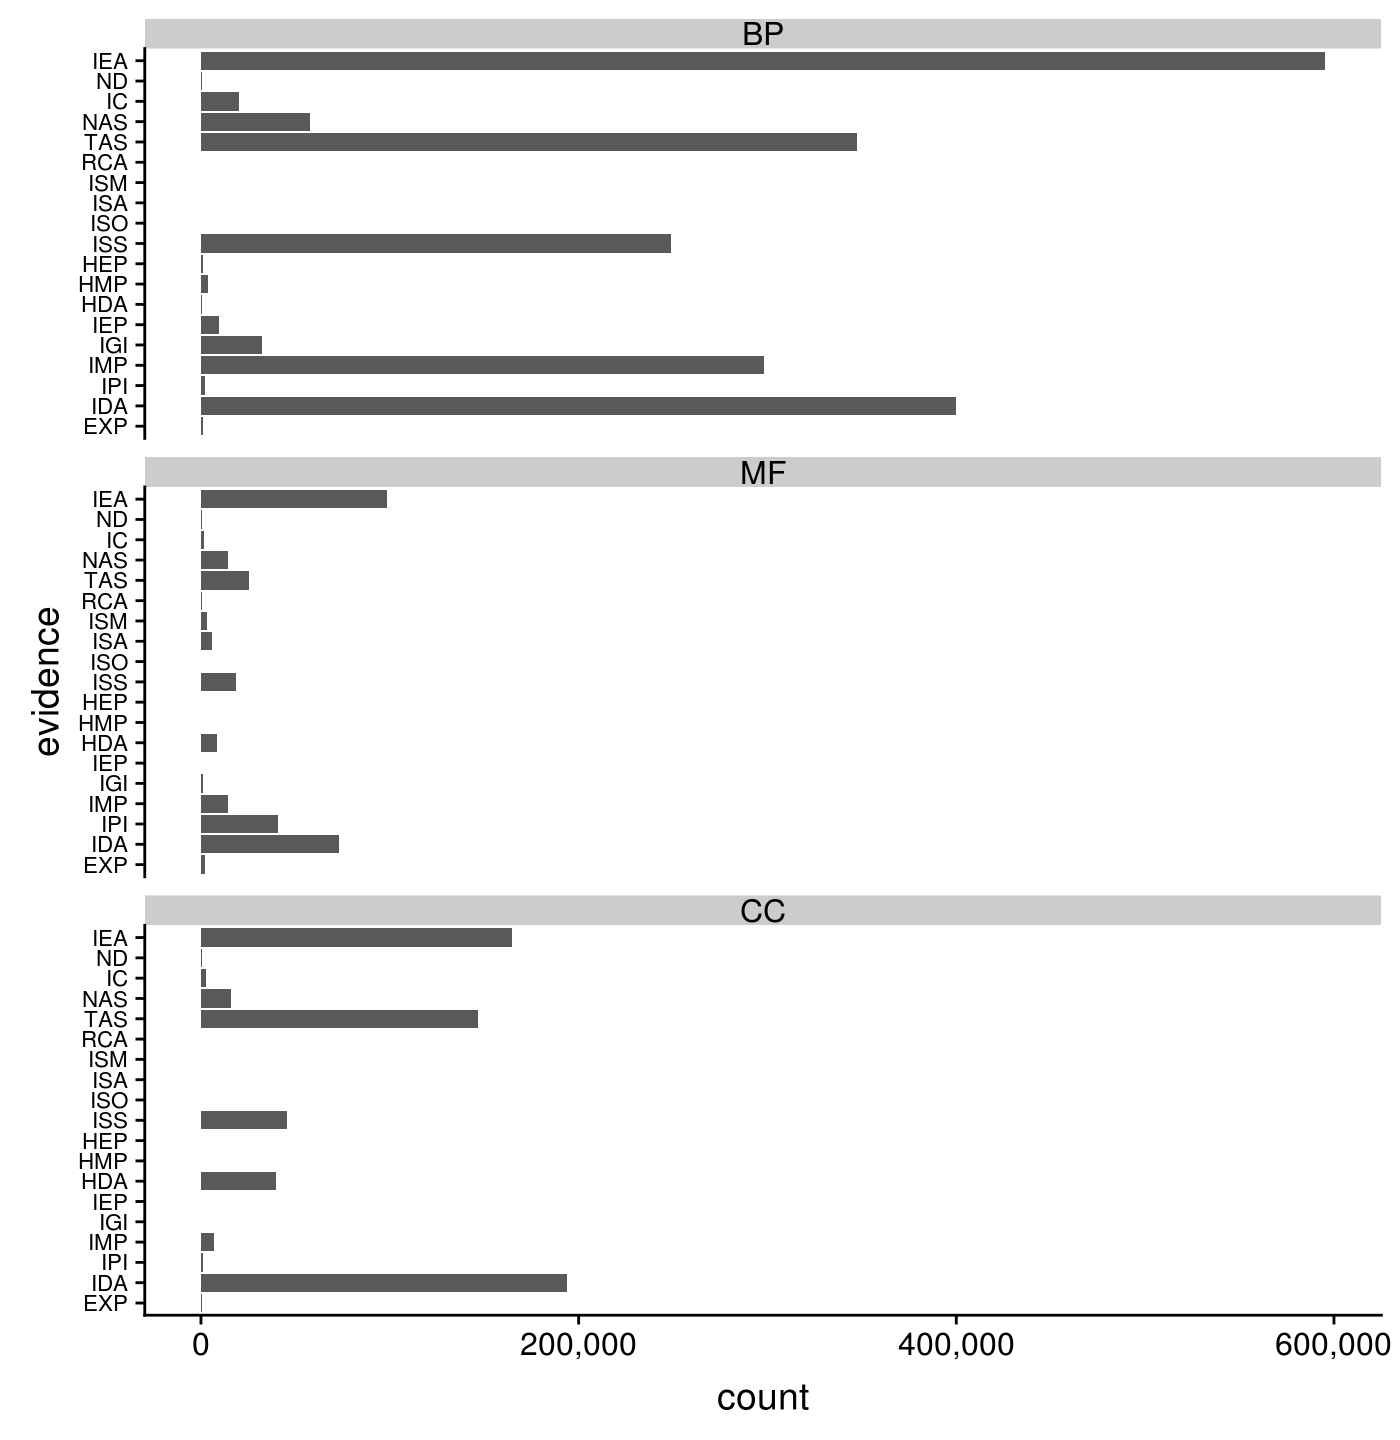 BP
IEA
ND
IC
NAS
TAS
RCA
ISM
ISA
ISO
ISS
HEP
HMP
HDA
IEP
IGI
IMP
IPI
IDA
EXP
MF
IEA
ND
IC
NAS
TAS
RCA
ISM
ISA
ISO
ISS
HEP
HMP
HDA
IEP
IGI
IMP
IPI
IDA
EXP
evidence
CC
IEA
ND
IC
NAS
TAS
RCA
ISM
ISA
ISO
ISS
HEP
HMP
HDA
IEP
IGI
IMP
IPI
IDA
EXP
0 200,000 400,000 600,000
count